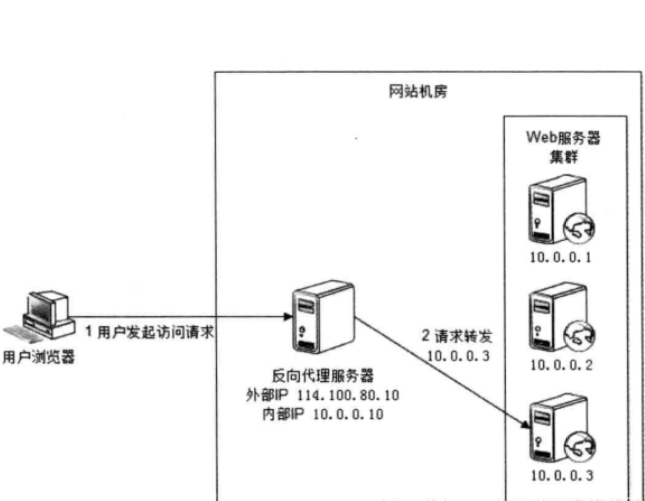 网站机房
Web服务器
集群
10.0.0.1
1 用户发起访问请求
用户浏览器
2 请求转发
10.0.0.3
10.0.0.2
反向代理服务器
外部IP 114.100.80.10
内部IP 10.0.0.10
10.0.0.3